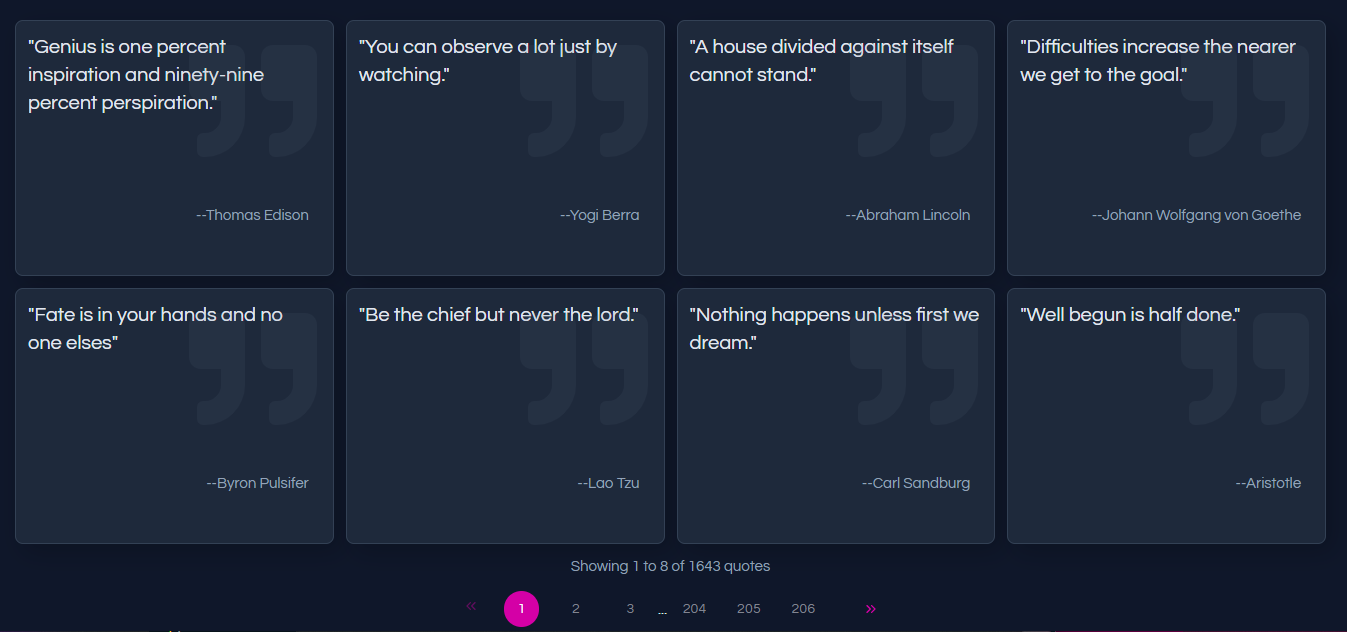 "Genius is one percent
inspiration and ninety-nine
percent perspiration."
--Thomas Edison
"You can observe a lot just by
watching."
--Yogi Berra
"A house divided against itself
cannot stand."
--Abraham Lincoln
"Difficulties increase the nearer
we get to the goal."
--Johann Wolfgang von Goethe
"Fate is in your hands and no
one elses"
--Byron Pulsifer
"Be the chief but never the lord."
--Lao Tzu
"Nothing happens unless first we
dream."
--Carl Sandburg
"Well begun is half done."
--Aristotle
Showing 1 to 8 of 1643 quotes
« 1 2 3 ... 204 205 206 »